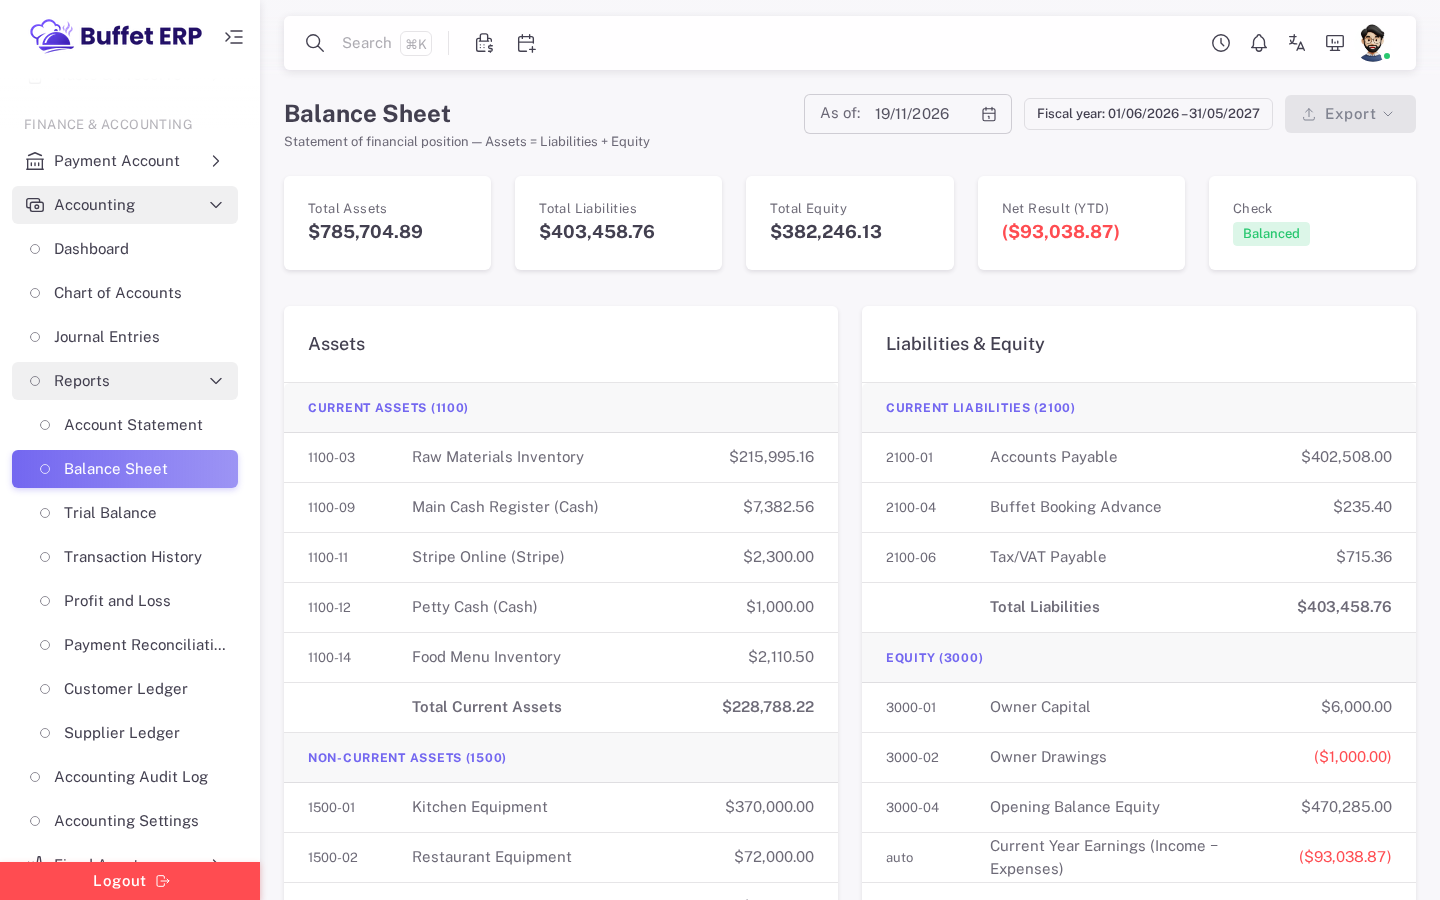 Buffet ERP
FINANCE & ACCOUNTING
Payment Account
Accounting
Dashboard
Chart of Accounts
Journal Entries
Reports
Account Statement
Balance Sheet
Trial Balance
Transaction History
Profit and Loss
Payment Reconciliati...
Customer Ledger
Supplier Ledger
Accounting Audit Log
Accounting Settings
Logout
Search ⌘K
Balance Sheet
Statement of financial position — Assets = Liabilities + Equity
As of: 19/11/2026
Fiscal year: 01/06/2026 – 31/05/2027
Export
Total Assets
$785,704.89
Total Liabilities
$403,458.76
Total Equity
$382,246.13
Net Result (YTD)
($93,038.87)
Check
Balanced
Assets
CURRENT ASSETS (1100)
1100-03 Raw Materials Inventory $215,995.16
1100-09 Main Cash Register (Cash) $7,382.56
1100-11 Stripe Online (Stripe) $2,300.00
1100-12 Petty Cash (Cash) $1,000.00
1100-14 Food Menu Inventory $2,110.50
Total Current Assets $228,788.22
NON-CURRENT ASSETS (1500)
1500-01 Kitchen Equipment $370,000.00
1500-02 Restaurant Equipment $72,000.00
Liabilities & Equity
CURRENT LIABILITIES (2100)
2100-01 Accounts Payable $402,508.00
2100-04 Buffet Booking Advance $235.40
2100-06 Tax/VAT Payable $715.36
Total Liabilities $403,458.76
EQUITY (3000)
3000-01 Owner Capital $6,000.00
3000-02 Owner Drawings ($1,000.00)
3000-04 Opening Balance Equity $470,285.00
auto Current Year Earnings (Income − Expenses) ($93,038.87)